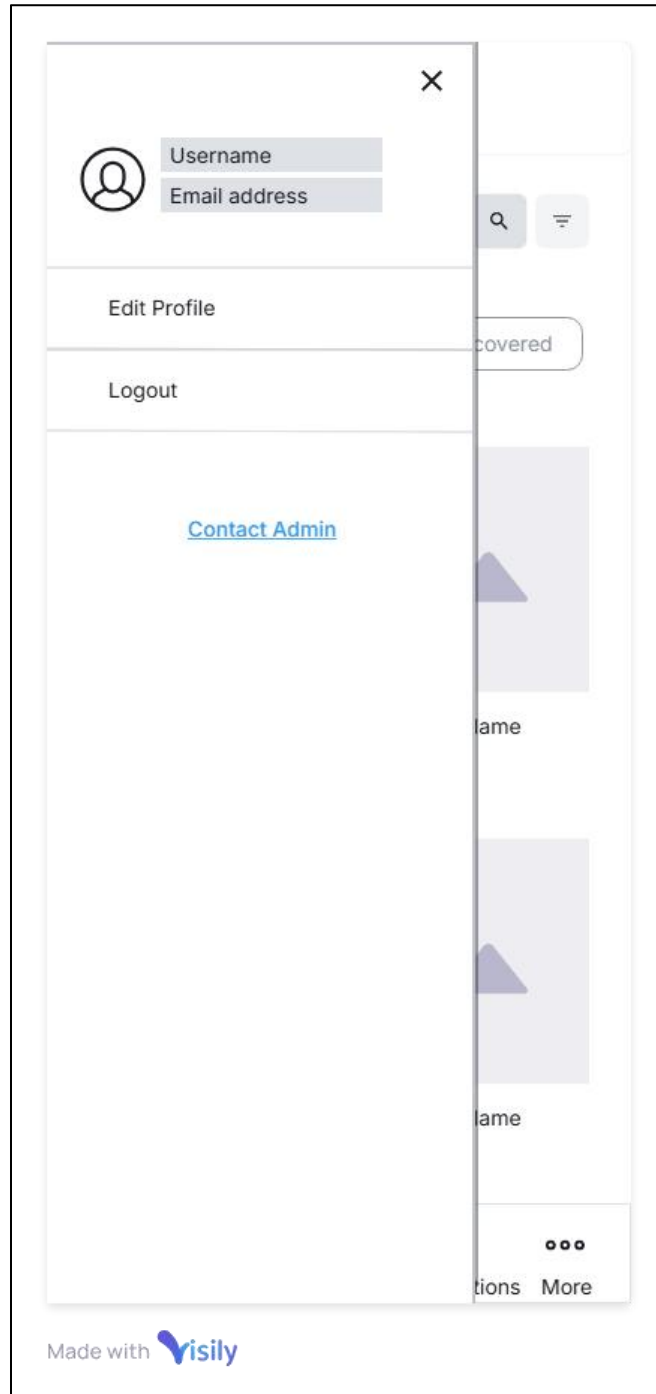 Username
Email address
Edit Profile
covered
Logout
Contact Admin
lame
lame
tions More
Made with Visily